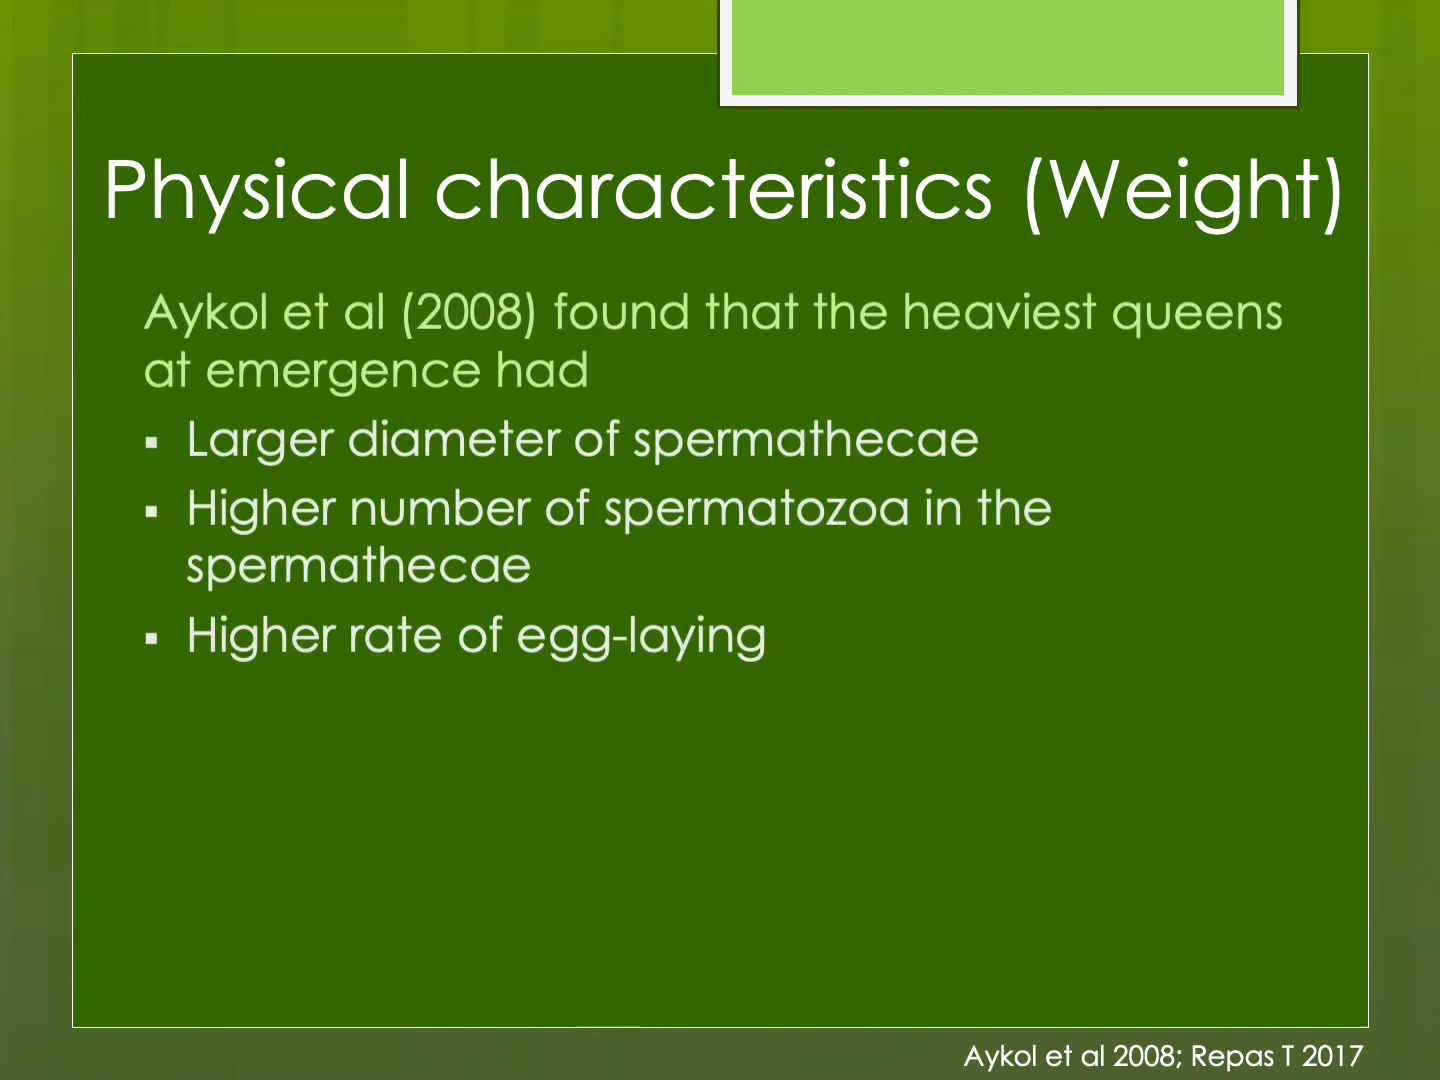 Physical characteristics (Weight)
Aykol et al (2008) found that the heaviest queens
at emergence had
▪ Larger diameter of spermathecae
▪ Higher number of spermatozoa in the
spermathecae
▪ Higher rate of egg-laying
Aykol et al 2008; Repas T 2017